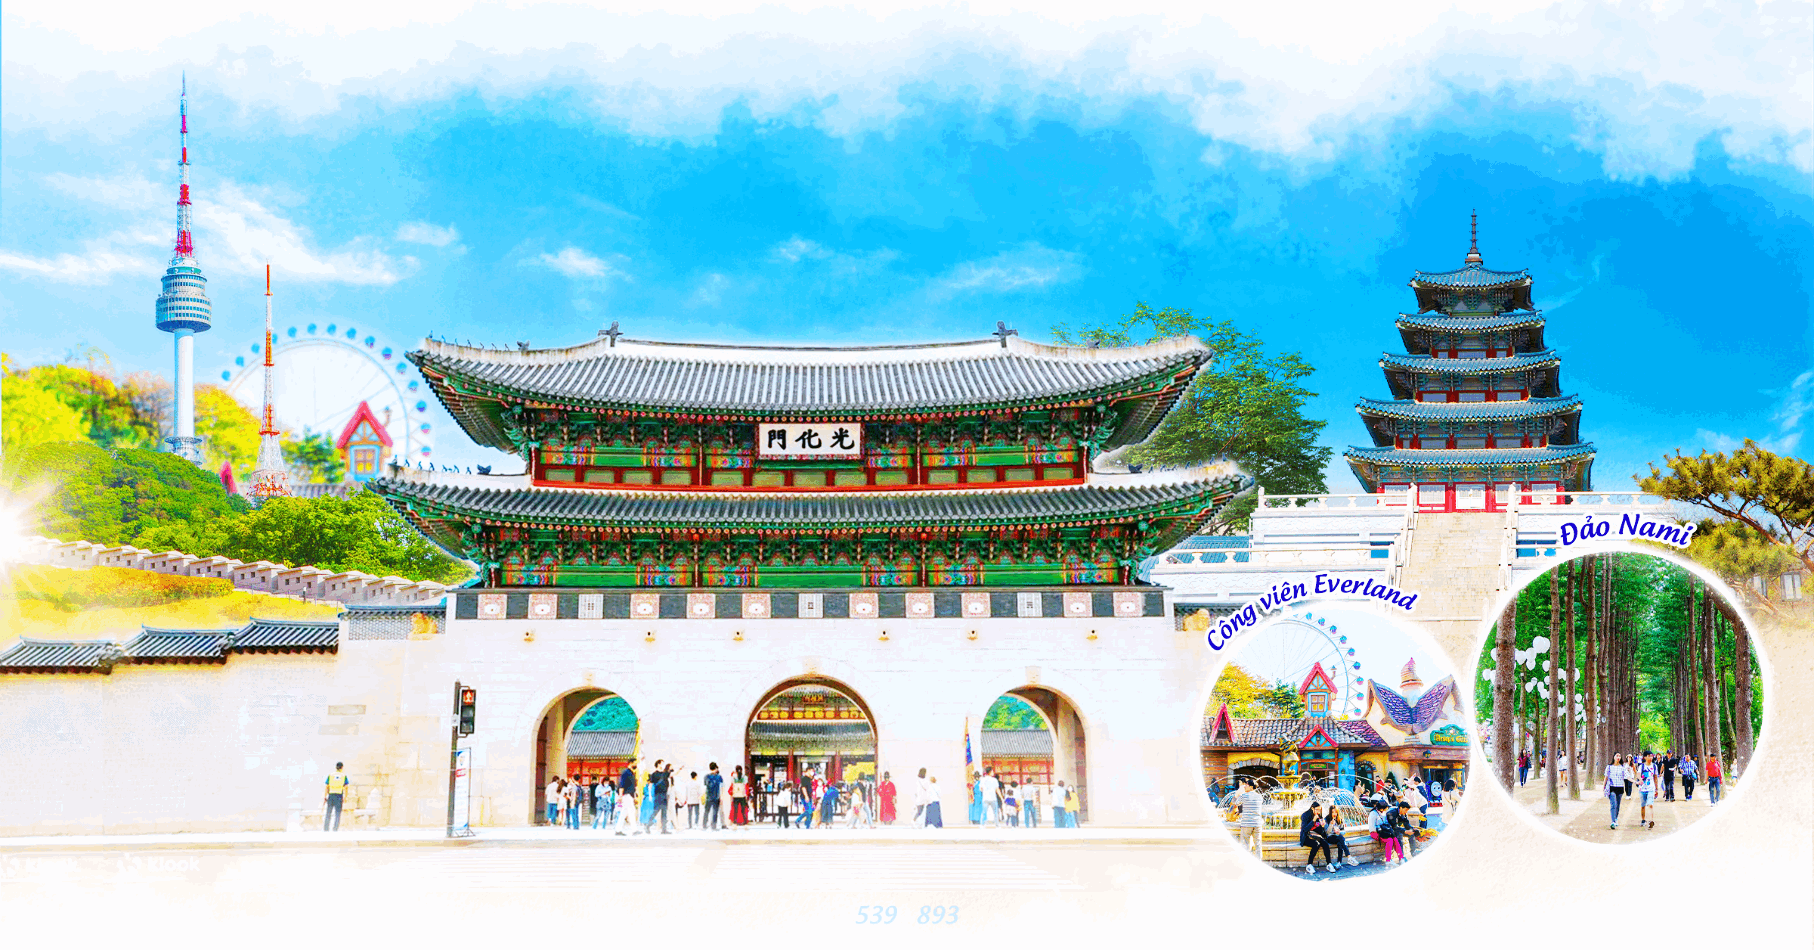 門化光
Đảo Nami
Công viên Everland
539 893